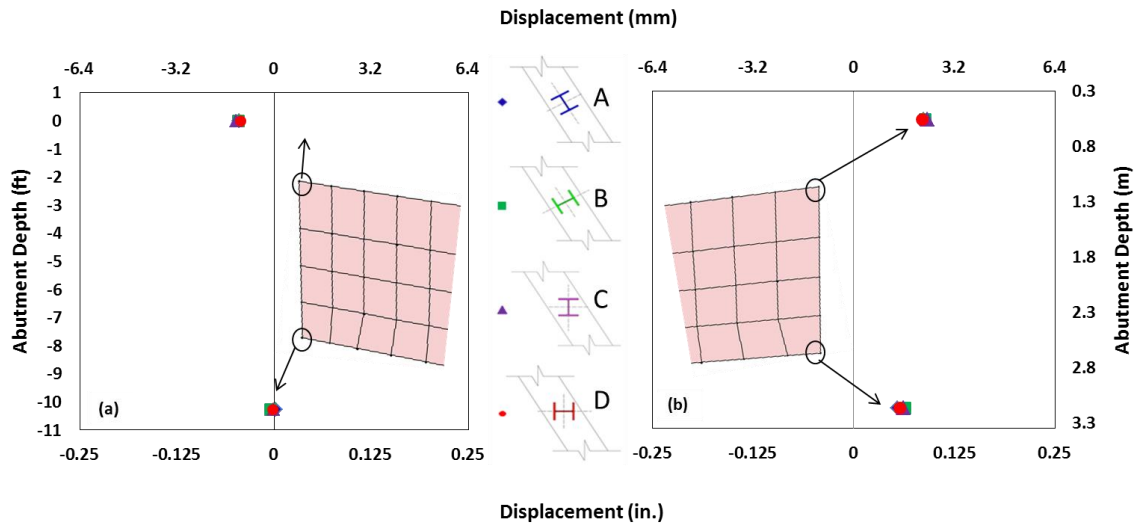 Displacement (mm)
-6.4 -3.2 0 3.2 6.4
-6.4 -3.2 0 3.2 6.4
Abutment Depth (ft)
1
0
-1
-2
-3
-4
-5
-6
-7
-8
-9
-10
-11
(a)
-0.25 -0.125 0 0.125 0.25
A
B
C
D
(b)
0.3
0.8
1.3
1.8
2.3
2.8
3.3
Abutment Depth (m)
-0.25 -0.125 0 0.125 0.25
Displacement (in.)